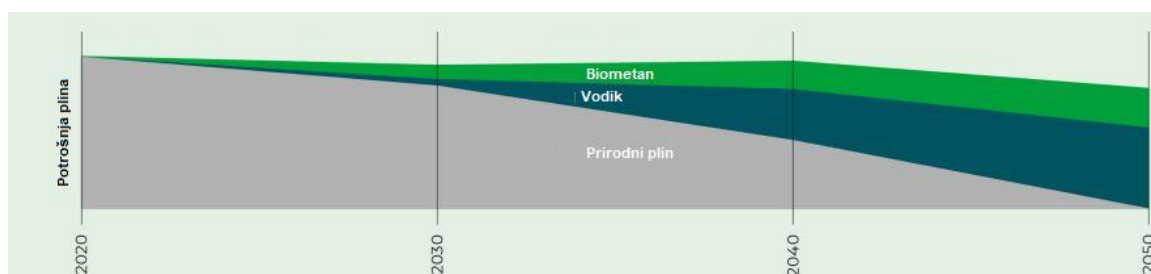 Potrošnja plina
Biometan
Vodik
Prirodni plin
2020
2030
2040
2050